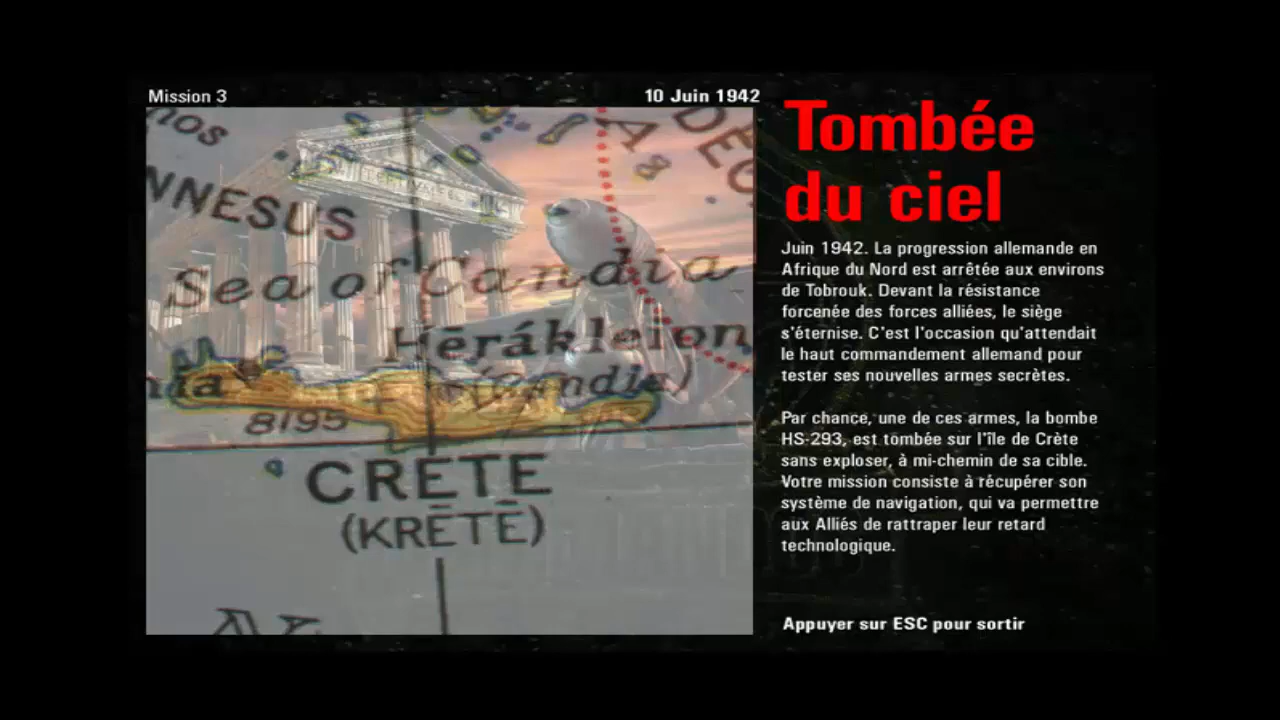 Mission 3
10 Juin 1942
Tombée
du ciel
NNESUS
Sea of Candia
Hērákleion
(Candia)
8195
CRETE
(KRĒTĒ)
Juin 1942. La progression allemande en
Afrique du Nord est arrêtée aux environs
de Tobrouk. Devant la résistance
forcenée des forces alliées, le siège
s'éternise. C'est l'occasion qu'attendait
le haut commandement allemand pour
tester ses nouvelles armes secrètes.
Par chance, une de ces armes, la bombe
HS-293, est tombée sur l'île de Crète
sans exploser, à mi-chemin de sa cible.
Votre mission consiste à récupérer son
système de navigation, qui va permettre
aux Alliés de rattraper leur retard
technologique.
Appuyer sur ESC pour sortir